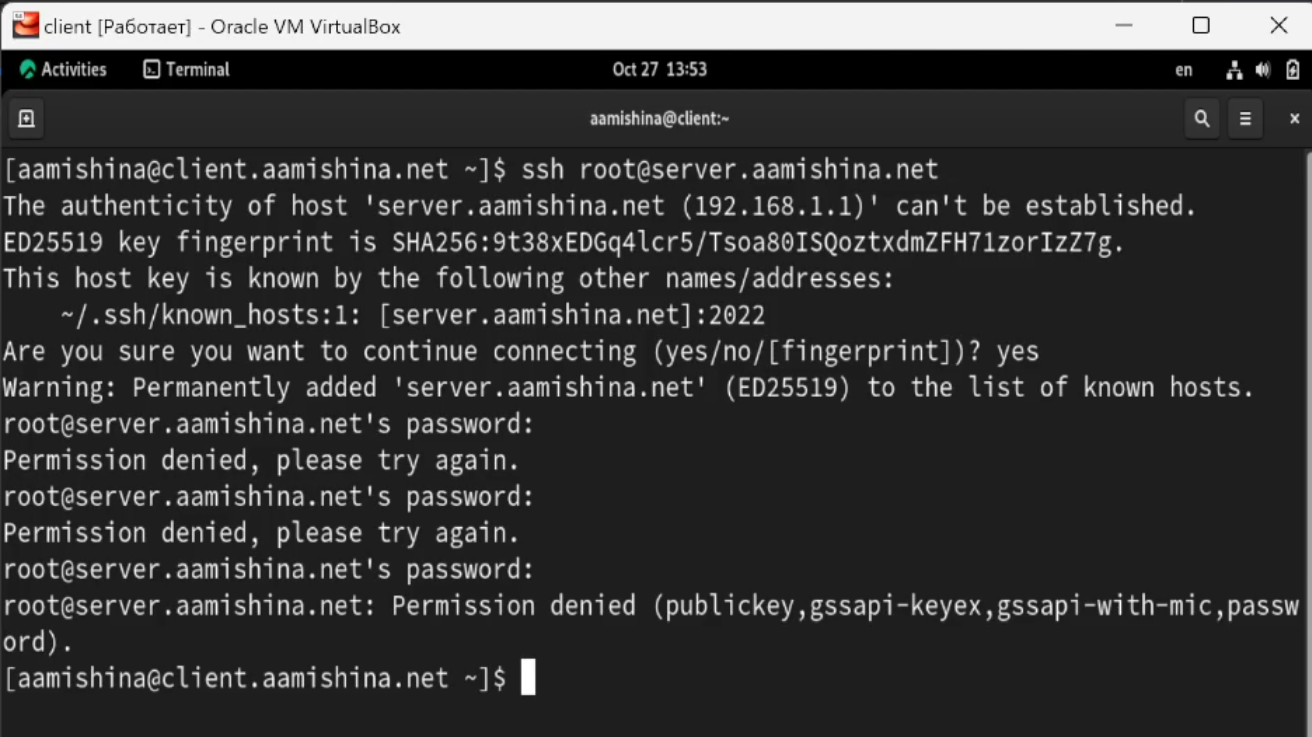 client [Работает] - Oracle VM VirtualBox
Activities Terminal Oct 27 13:53 en
aamishina@client:~
[aamishina@client.aamishina.net ~]$ ssh root@server.aamishina.net
The authenticity of host 'server.aamishina.net (192.168.1.1)' can't be established.
ED25519 key fingerprint is SHA256:9t38xEDGq4lcr5/Tsoa80ISQoztxdmZFH71zorIzZ7g.
This host key is known by the following other names/addresses:
    ~/.ssh/known_hosts:1: [server.aamishina.net]:2022
Are you sure you want to continue connecting (yes/no/[fingerprint])? yes
Warning: Permanently added 'server.aamishina.net' (ED25519) to the list of known hosts.
root@server.aamishina.net's password:
Permission denied, please try again.
root@server.aamishina.net's password:
Permission denied, please try again.
root@server.aamishina.net's password:
root@server.aamishina.net: Permission denied (publickey,gssapi-keyex,gssapi-with-mic,passw
ord).
[aamishina@client.aamishina.net ~]$